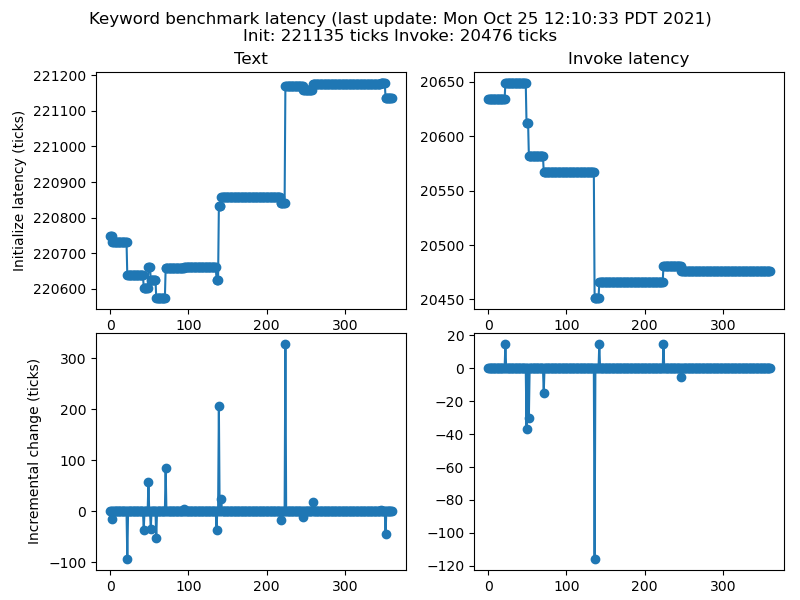 Keyword benchmark latency (last update: Mon Oct 25 12:10:33 PDT 2021)
Init: 221135 ticks Invoke: 20476 ticks
Text
Invoke latency
Initialize latency (ticks)
221200
221100
221000
220900
220800
220700
220600
0 100 200 300
20650
20600
20550
20500
20450
0 100 200 300
Incremental change (ticks)
300
200
100
0
−100
0 100 200 300
20
0
−20
−40
−60
−80
−100
−120
0 100 200 300